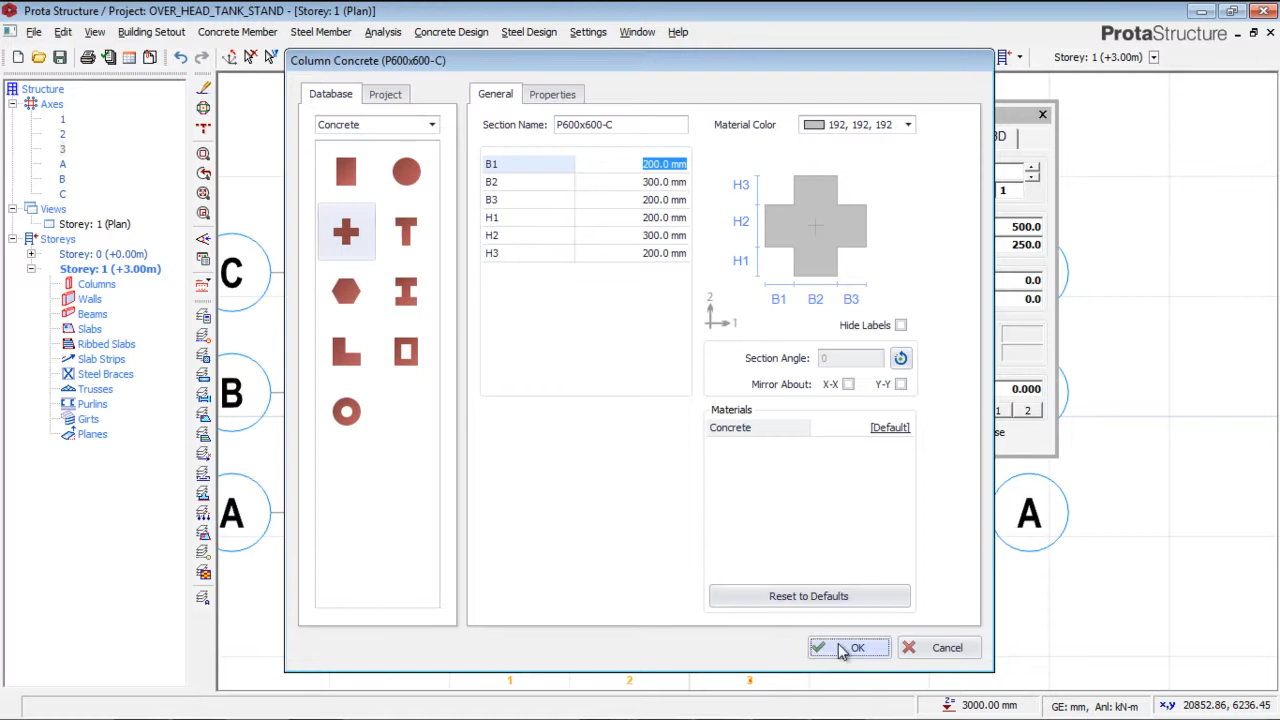 Prota Structure / Project: OVER_HEAD_TANK_STAND - [Storey: 1 (Plan)]
File Edit View Building Setout Concrete Member Steel Member Analysis Concrete Design Steel Design Settings Window Help
ProtaStructure
Storey: 1 (+3.00m)
Structure
Axes
1
2
3
A
B
C
Views
Storey: 1 (Plan)
Storeys
Storey: 0 (+0.00m)
Storey: 1 (+3.00m)
Columns
Walls
Beams
Slabs
Ribbed Slabs
Slab Strips
Steel Braces
Trusses
Purlins
Girts
Planes
C
B
A
Column Concrete (P600x600-C)
Database Project
Concrete
General Properties
Section Name: P600x600-C
Material Color 192, 192, 192
B1 200.0 mm
B2 300.0 mm
B3 200.0 mm
H1 200.0 mm
H2 300.0 mm
H3 200.0 mm
H3
H2
H1
B1 B2 B3
2
1
Hide Labels
Section Angle: 0
Mirror About: X-X Y-Y
Materials
Concrete [Default]
Reset to Defaults
OK Cancel
3D
1
500.0
250.0
0.0
0.0
0.000
1 2
A
1 2 3
Z= 3000.00 mm GE: mm, Anl: kN-m x,y 20852.86, 6236.45